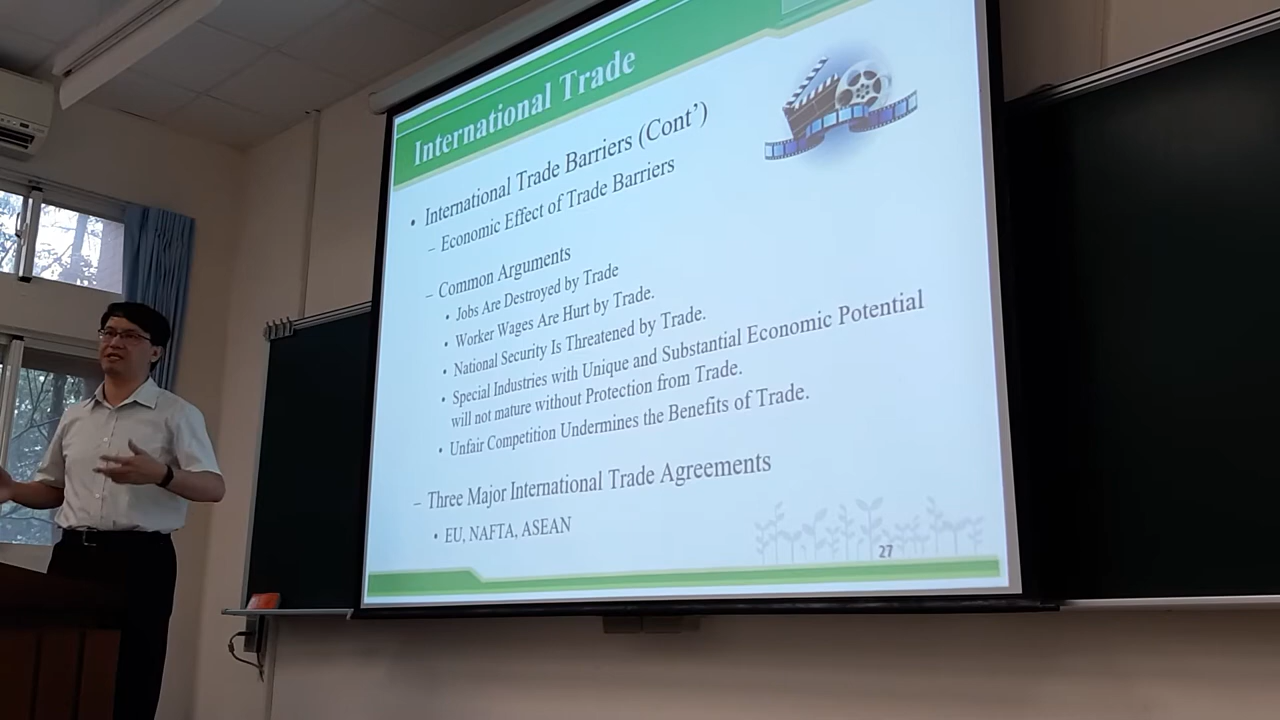 International Trade
• International Trade Barriers (Cont’)
– Economic Effect of Trade Barriers
– Common Arguments
• Jobs Are Destroyed by Trade
• Worker Wages Are Hurt by Trade.
• National Security Is Threatened by Trade.
• Special Industries with Unique and Substantial Economic Potential
will not mature without Protection from Trade.
• Unfair Competition Undermines the Benefits of Trade.
– Three Major International Trade Agreements
• EU, NAFTA, ASEAN
27